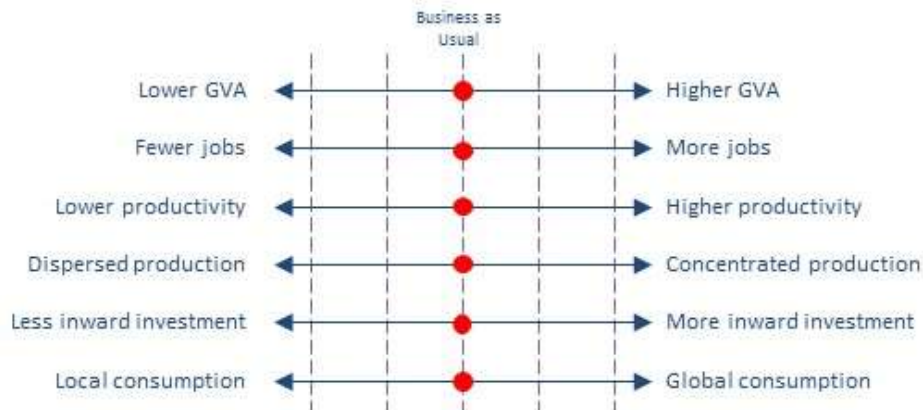 Business as
Usual
Lower GVA
Higher GVA
Fewer jobs
More jobs
Lower productivity
Higher productivity
Dispersed production
Concentrated production
Less inward investment
More inward investment
Local consumption
Global consumption